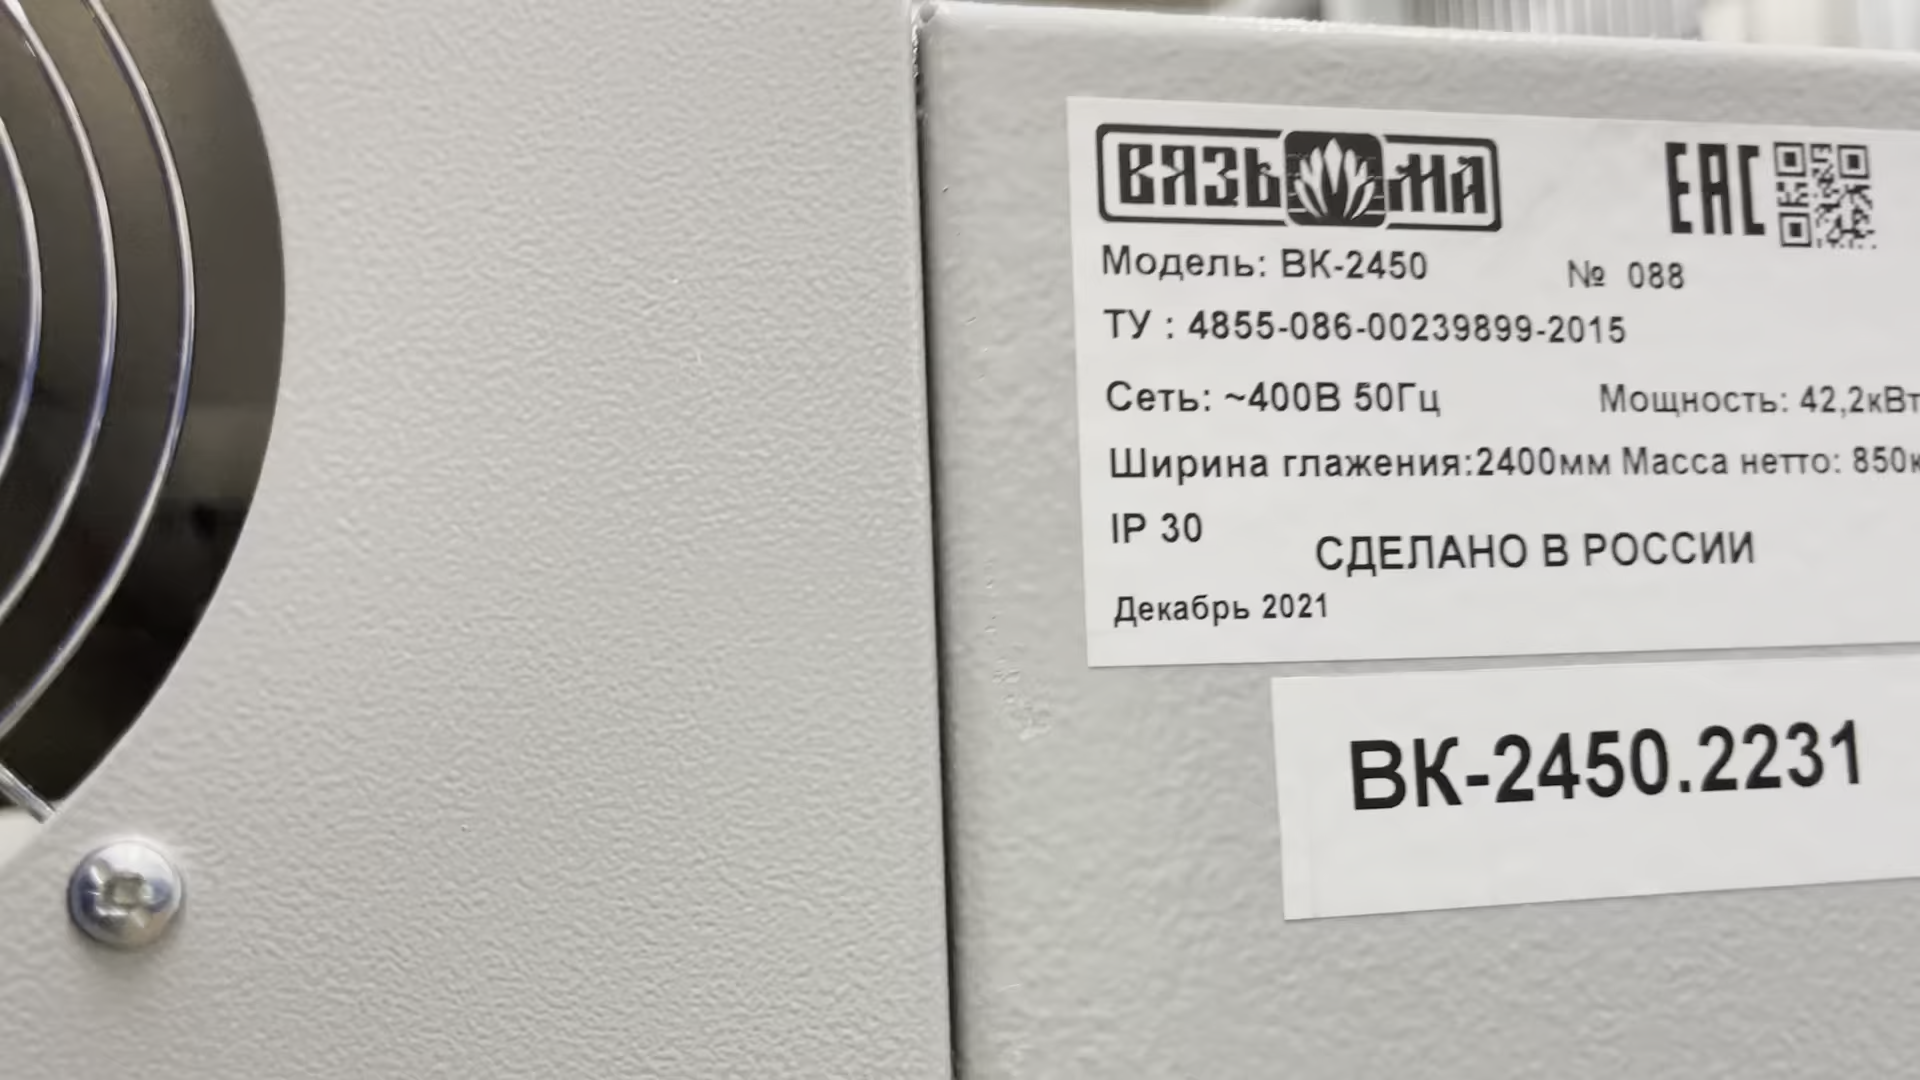 ВЯЗЬМА EAC
Модель: ВК-2450 № 088
ТУ : 4855-086-00239899-2015
Сеть: ~400В 50Гц Мощность: 42,2кВт
Ширина глажения:2400мм Масса нетто: 850к
IP 30
СДЕЛАНО В РОССИИ
Декабрь 2021
ВК-2450.2231